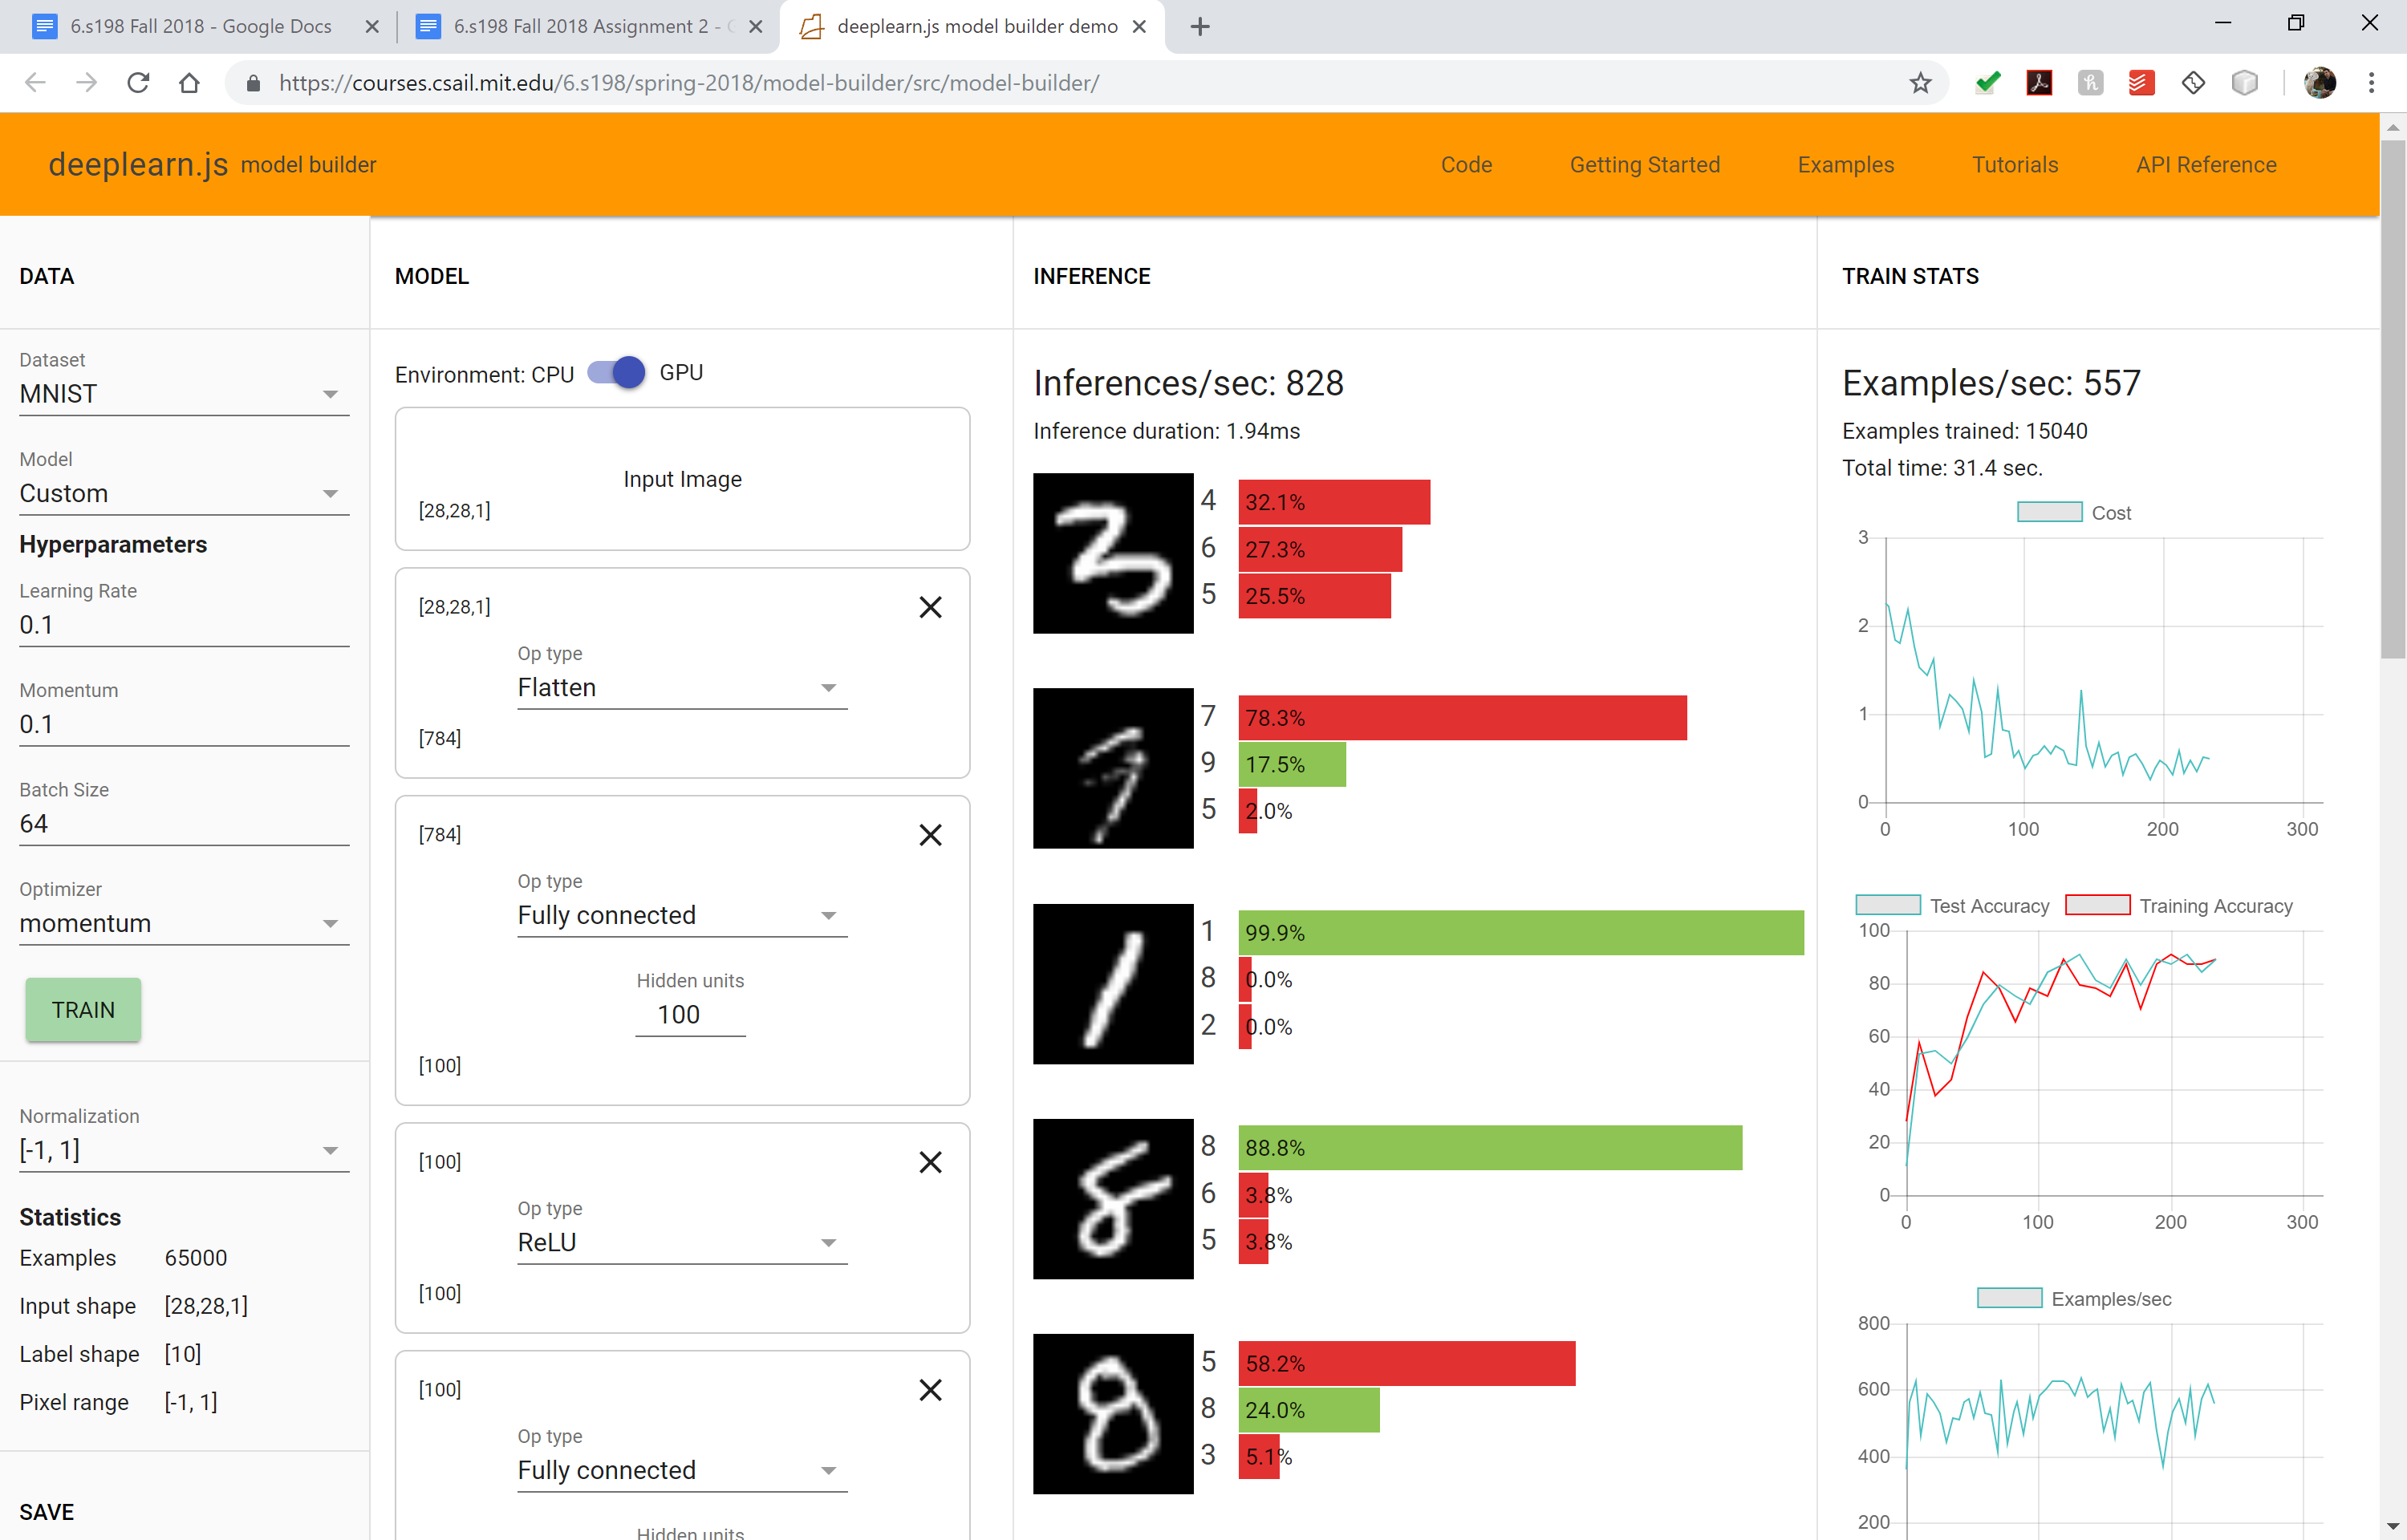 6.s198 Fall 2018 - Google Docs
6.s198 Fall 2018 Assignment 2 -
deeplearn.js model builder demo
https://courses.csail.mit.edu/6.s198/spring-2018/model-builder/src/model-builder/
deeplearn.js model builder
Code Getting Started Examples Tutorials API Reference
DATA
Dataset
MNIST
Model
Custom
Hyperparameters
Learning Rate
0.1
Momentum
0.1
Batch Size
64
Optimizer
momentum
TRAIN
Normalization
[-1, 1]
Statistics
Examples 65000
Input shape [28,28,1]
Label shape [10]
Pixel range [-1, 1]
SAVE
MODEL
Environment: CPU GPU
Input Image
[28,28,1]
[28,28,1]
Op type
Flatten
[784]
[784]
Op type
Fully connected
Hidden units
100
[100]
[100]
Op type
ReLU
[100]
[100]
Op type
Fully connected
Hidden units
INFERENCE
Inferences/sec: 828
Inference duration: 1.94ms
3
4 32.1%
6 27.3%
5 25.5%
9
7 78.3%
9 17.5%
5 2.0%
1
1 99.9%
8 0.0%
2 0.0%
8
8 88.8%
6 3.8%
5 3.8%
8
5 58.2%
8 24.0%
3 5.1%
TRAIN STATS
Examples/sec: 557
Examples trained: 15040
Total time: 31.4 sec.
Cost
3
2
1
0
0 100 200 300
Test Accuracy Training Accuracy
100
80
60
40
20
0
0 100 200 300
Examples/sec
800
600
400
200